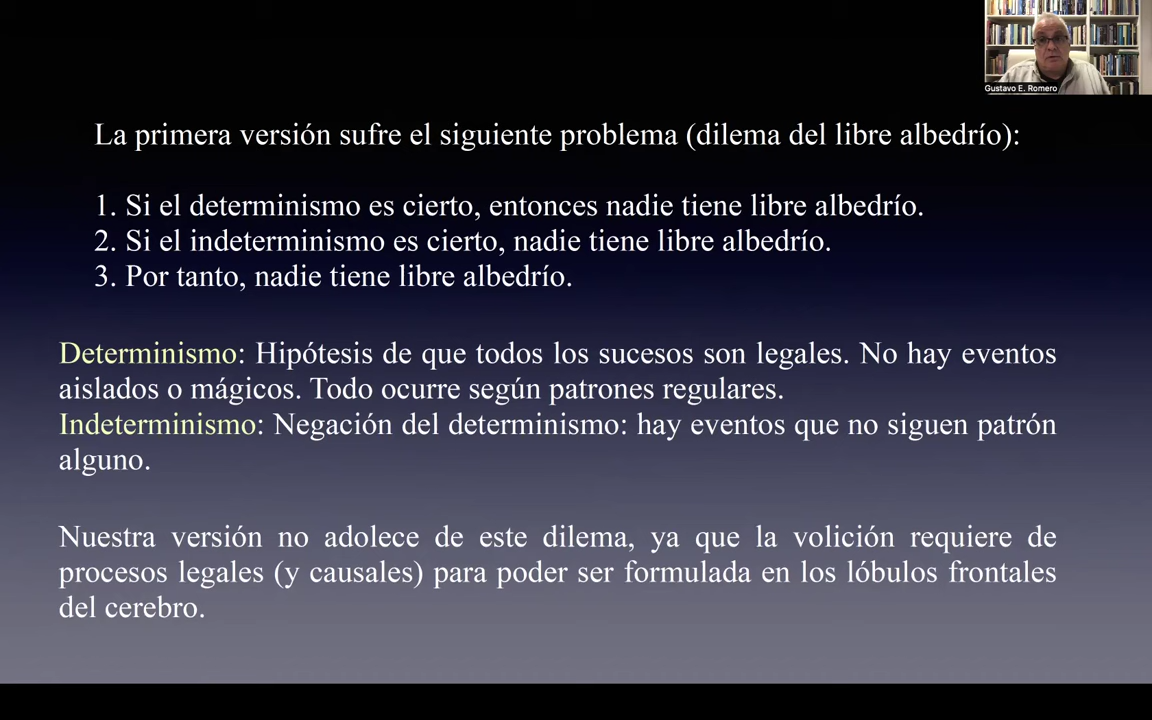 Gustavo E. Romero
La primera versión sufre el siguiente problema (dilema del libre albedrío):
1. Si el determinismo es cierto, entonces nadie tiene libre albedrío.
2. Si el indeterminismo es cierto, nadie tiene libre albedrío.
3. Por tanto, nadie tiene libre albedrío.
Determinismo: Hipótesis de que todos los sucesos son legales. No hay eventos
aislados o mágicos. Todo ocurre según patrones regulares.
Indeterminismo: Negación del determinismo: hay eventos que no siguen patrón
alguno.
Nuestra versión no adolece de este dilema, ya que la volición requiere de
procesos legales (y causales) para poder ser formulada en los lóbulos frontales
del cerebro.